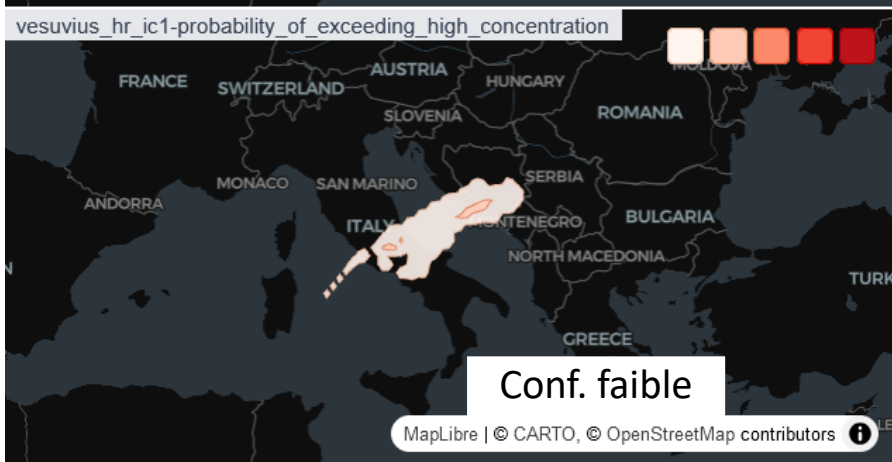 vesuvius_hr_ic1-probability_of_exceeding_high_concentration
MOLDOVA
FRANCE
AUSTRIA
SWITZERLAND
HUNGARY
ROMANIA
SLOVENIA
MONACO
SAN MARINO
SERBIA
ANDORRA
ITALY
MONTENEGRO
BULGARIA
NORTH MACEDONIA
N
TURK
GREECE
Conf. faible
MapLibre | © CARTO, © OpenStreetMap contributors
LE